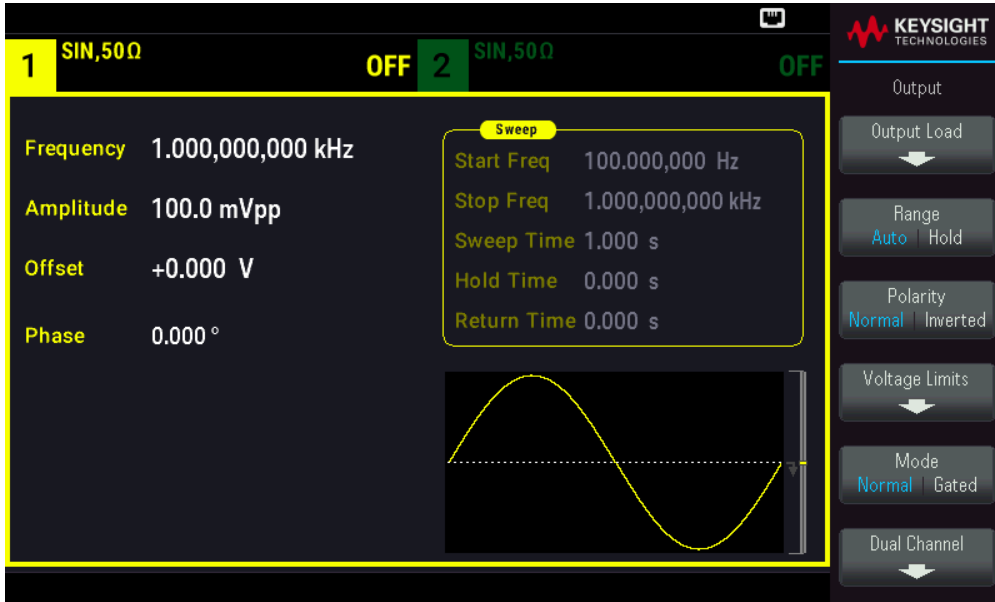 1 SIN,50Ω OFF
2 SIN,50Ω OFF
Frequency 1.000,000,000 kHz
Amplitude 100.0 mVpp
Offset +0.000 V
Phase 0.000 °
Sweep
Start Freq 100.000,000 Hz
Stop Freq 1.000,000,000 kHz
Sweep Time 1.000 s
Hold Time 0.000 s
Return Time 0.000 s
KEYSIGHT
TECHNOLOGIES
Output
Output Load
Range
Auto | Hold
Polarity
Normal | Inverted
Voltage Limits
Mode
Normal | Gated
Dual Channel